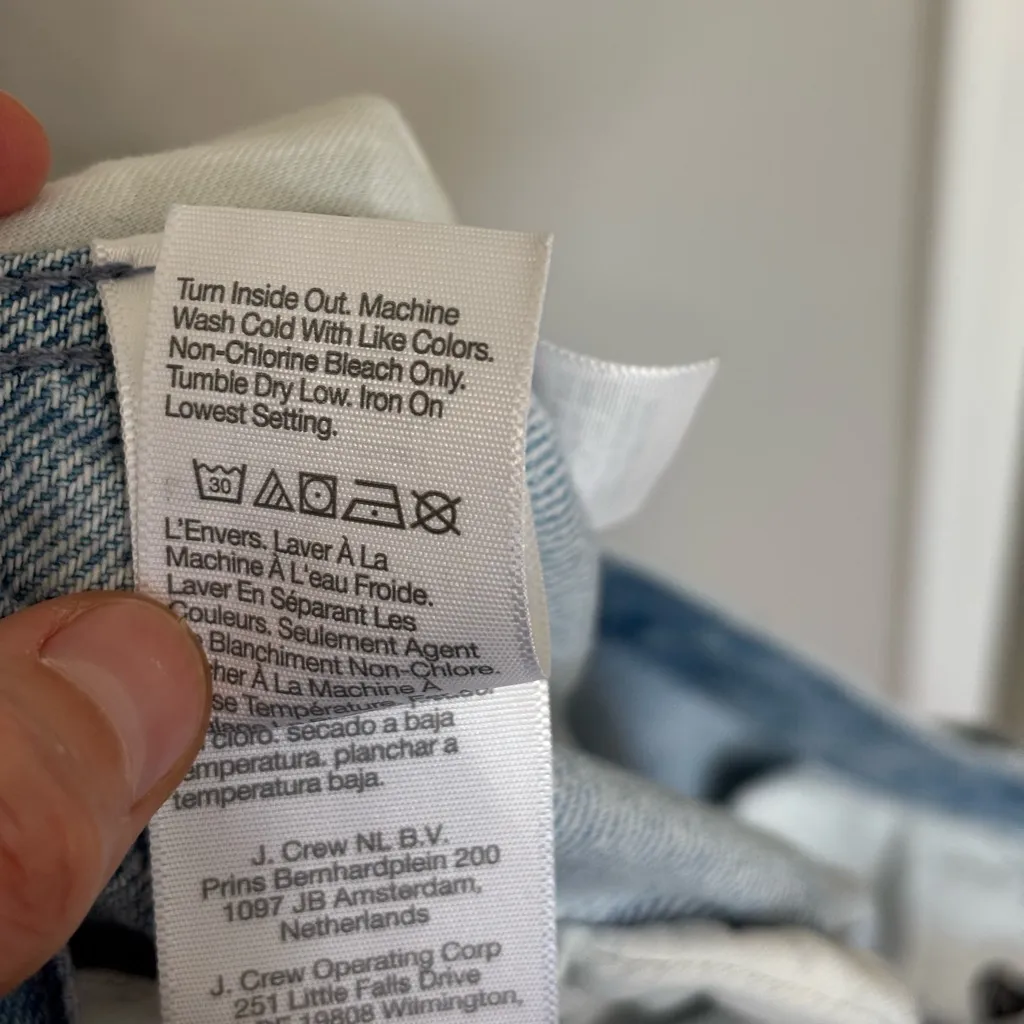 Turn Inside Out. Machine
Wash Cold With Like Colors.
Non-Chlorine Bleach Only.
Tumble Dry Low. Iron On
Lowest Setting.
30
L'Envers. Laver À La
Machine À L'eau Froide.
Laver En Séparant Les
Couleurs. Seulement Agent
Blanchiment Non-Chlore.
À La Machine À
Température.
cloro. secado a baja
planchar a
temperatura baja.
J. Crew NL B.V.
Prins Bernhardplein 200
1097 JB Amsterdam,
Netherlands
J. Crew Operating Corp
251 Little Falls Drive
DE 19808 Wilmington,